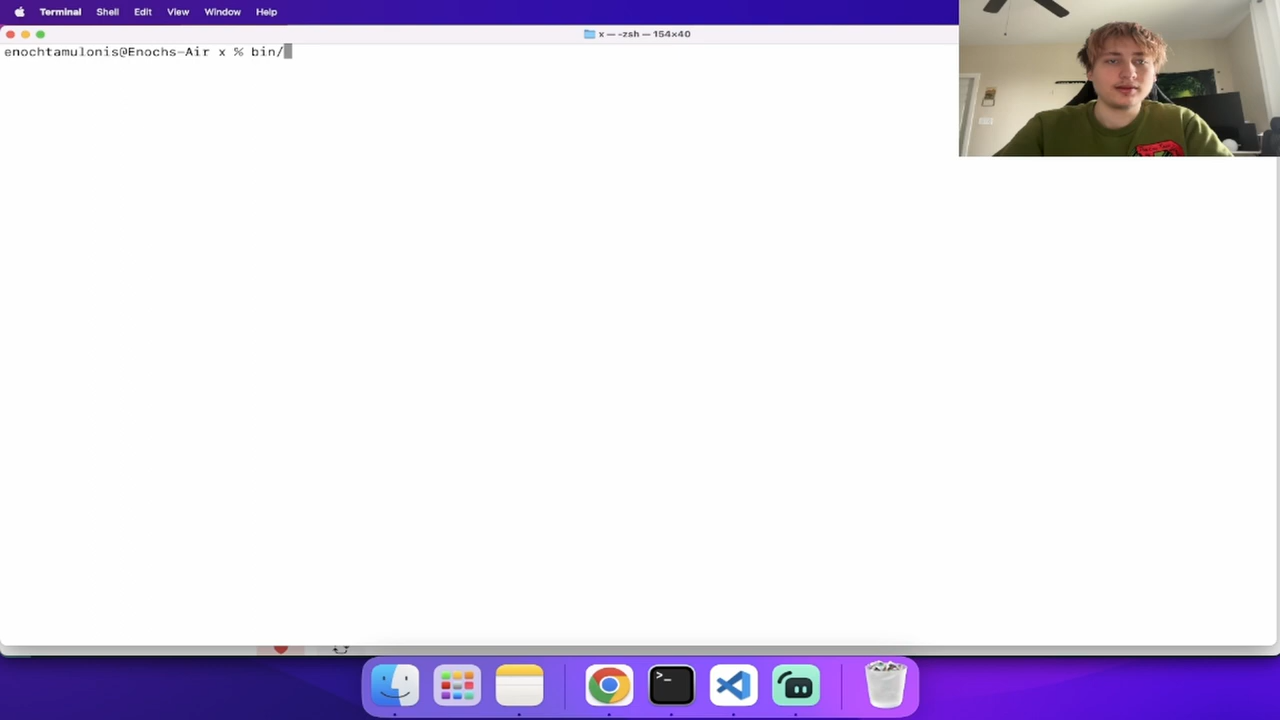 Terminal Shell Edit View Window Help
x — -zsh — 154×40
enochtamulonis@Enochs-Air x % bin/
>_